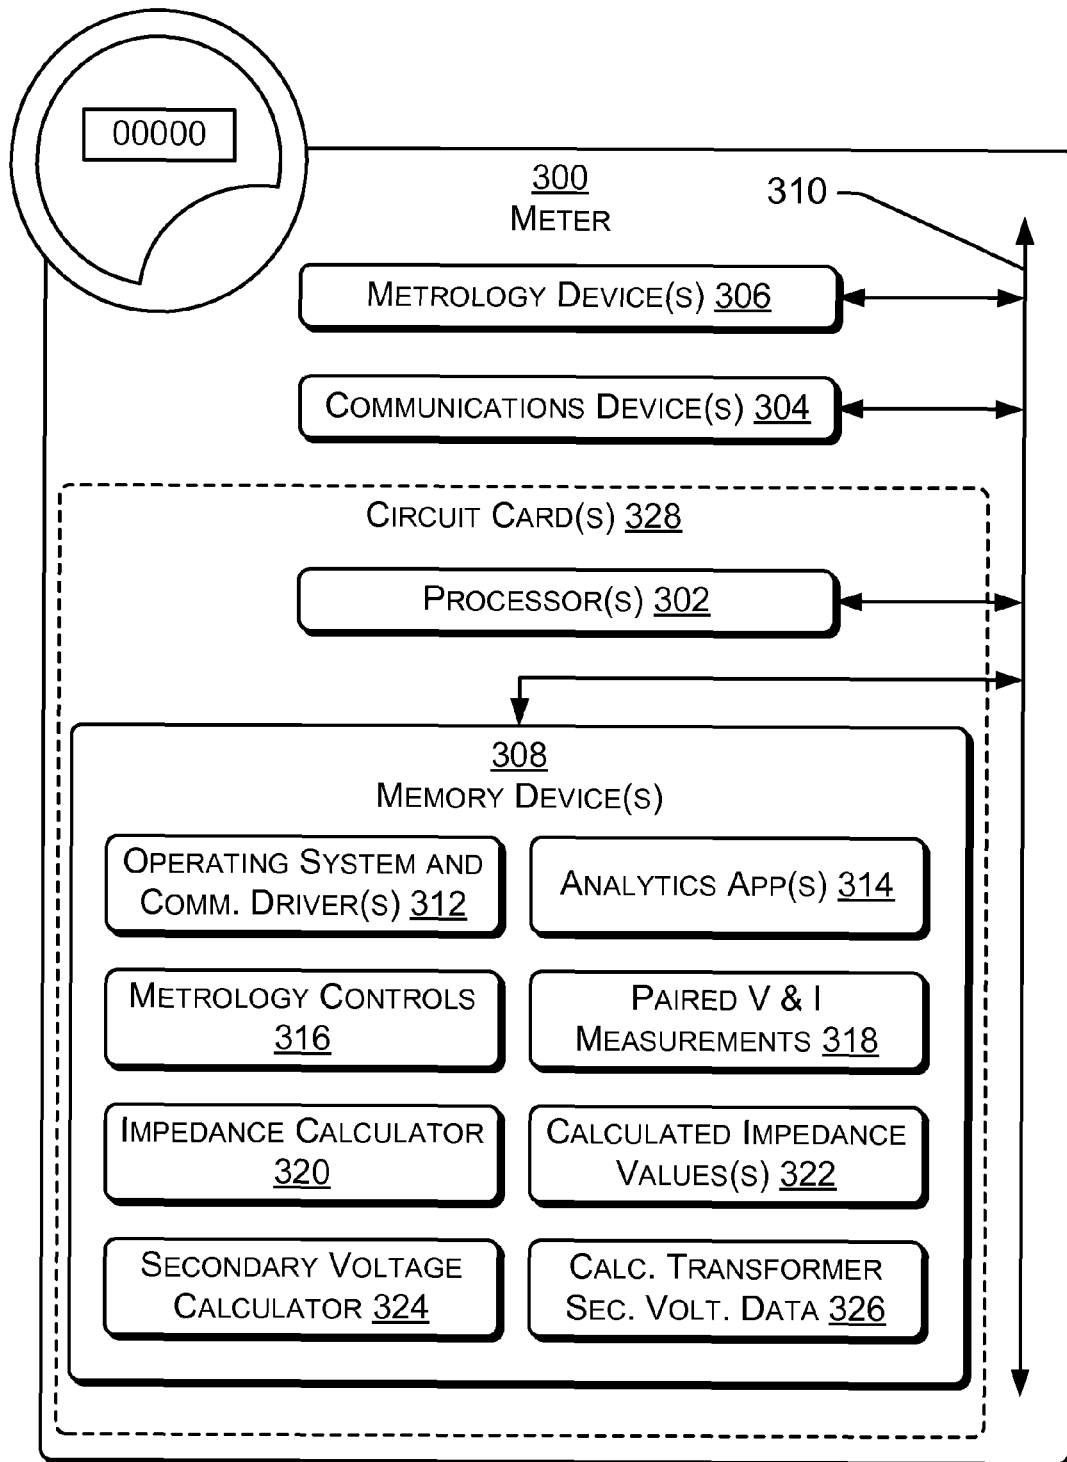 00000
300
METER
310
METROLOGY DEVICE(S) 306
COMMUNICATIONS DEVICE(S) 304
CIRCUIT CARD(S) 328
PROCESSOR(S) 302
308
MEMORY DEVICE(S)
OPERATING SYSTEM AND
COMM. DRIVER(S) 312
ANALYTICS APP(S) 314
METROLOGY CONTROLS
316
PAIRED V & I
MEASUREMENTS 318
IMPEDANCE CALCULATOR
320
CALCULATED IMPEDANCE
VALUES(S) 322
SECONDARY VOLTAGE
CALCULATOR 324
CALC. TRANSFORMER
SEC. VOLT. DATA 326